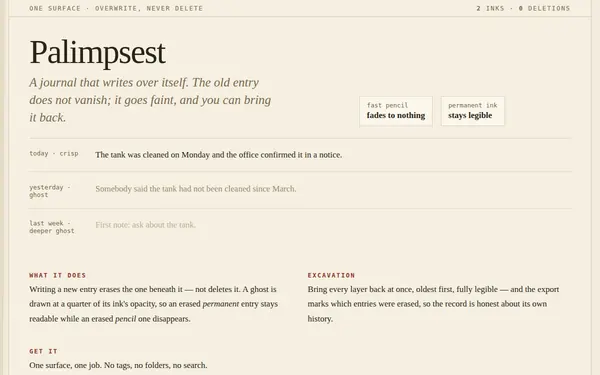 ONE SURFACE · OVERWRITE, NEVER DELETE
2 INKS · 0 DELETIONS
Palimpsest
A journal that writes over itself. The old entry
does not vanish; it goes faint, and you can bring
it back.
fast pencil
fades to nothing
permanent ink
stays legible
today · crisp
The tank was cleaned on Monday and the office confirmed it in a notice.
yesterday ·
ghost
Somebody said the tank had not been cleaned since March.
last week ·
deeper ghost
First note: ask about the tank.
WHAT IT DOES
Writing a new entry erases the one beneath it — not deletes it. A ghost is
drawn at a quarter of its ink's opacity, so an erased permanent entry stays
readable while an erased pencil one disappears.
EXCAVATION
Bring every layer back at once, oldest first, fully legible — and the export
marks which entries were erased, so the record is honest about its own
history.
GET IT
One surface, one job. No tags, no folders, no search.